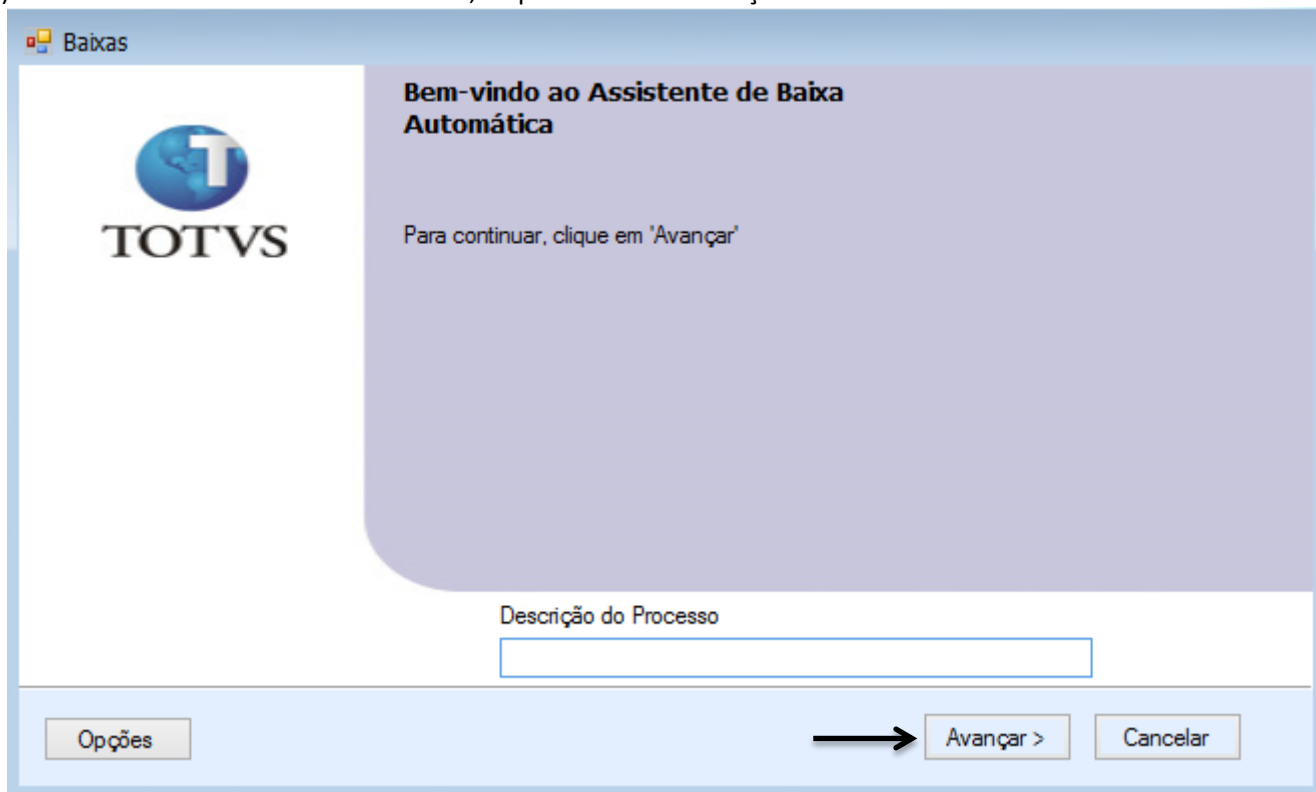 Baixas
Bem-vindo ao Assistente de Baixa
Automática
TOTVS
Para continuar, clique em 'Avançar'
Descrição do Processo
Opções
Avançar >
Cancelar